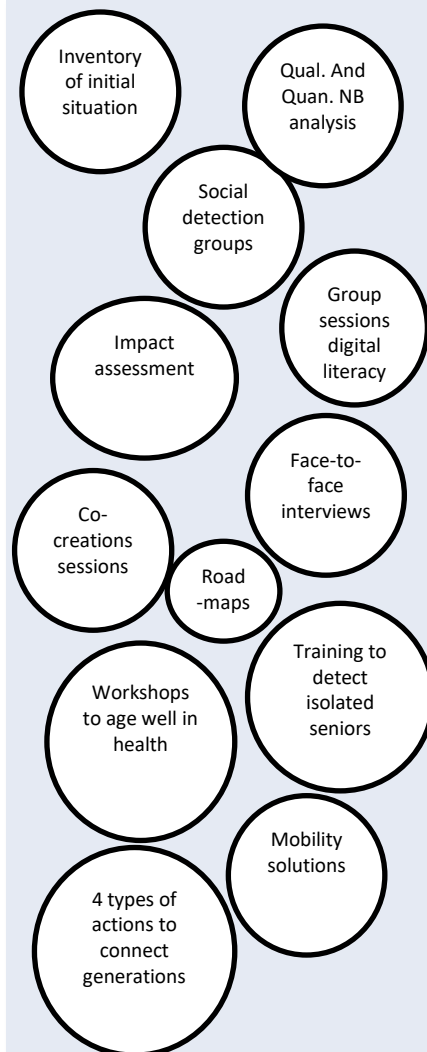 Inventory
of initial
situation
Qual. And
Quan. NB
analysis
Social
detection
groups
Group
sessions
digital
literacy
Impact
assessment
Face-to-
face
interviews
Co-
creations
sessions
Road
-maps
Training to
detect
isolated
seniors
Workshops
to age well in
health
Mobility
solutions
4 types of
actions to
connect
generations